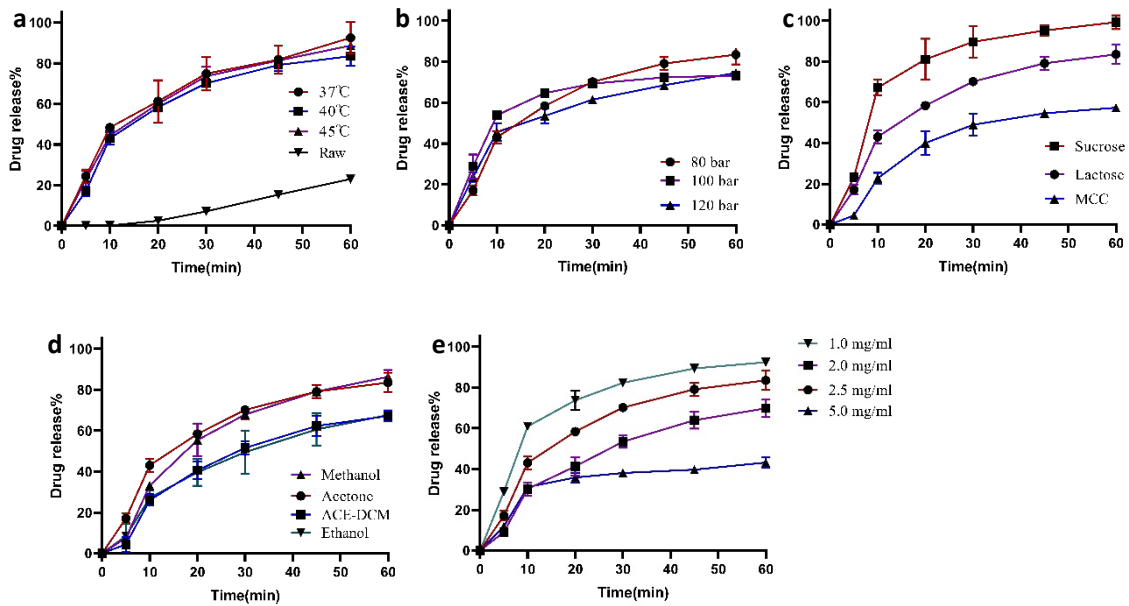 a
Drug release%
100
80
60
40
20
0
0 10 20 30 40 50 60
Time(min)
37℃
40℃
45℃
Raw
b
Drug release%
100
80
60
40
20
0
0 10 20 30 40 50 60
Time(min)
80 bar
100 bar
120 bar
c
Drug release%
100
80
60
40
20
0
0 10 20 30 40 50 60
Time(min)
Sucrose
Lactose
MCC
d
Drug release%
100
80
60
40
20
0
0 10 20 30 40 50 60
Time(min)
Methanol
Acetone
ACE-DCM
Ethanol
e
Drug release%
100
80
60
40
20
0
0 10 20 30 40 50 60
Time(min)
1.0 mg/ml
2.0 mg/ml
2.5 mg/ml
5.0 mg/ml